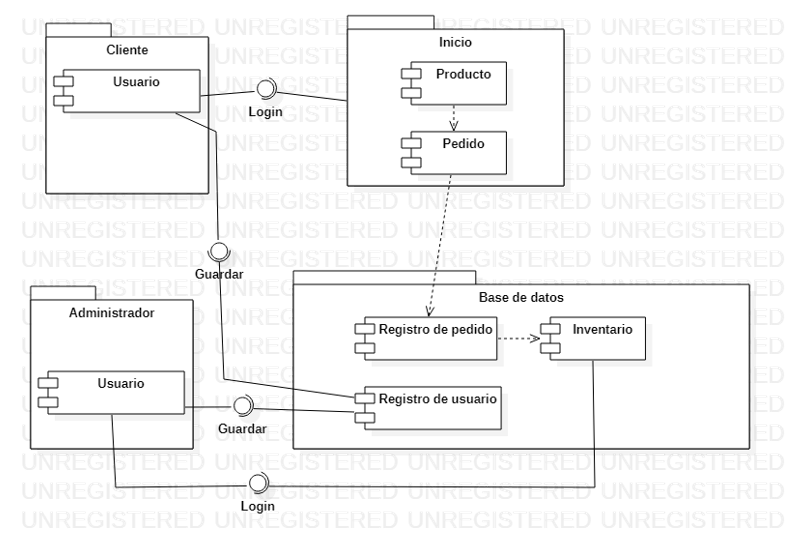 UNREGISTERED UNREGISTERED UNREGISTERED UNREGISTERED
Cliente
Usuario
Inicio
Producto
Login
Pedido
Guardar
Administrador
Usuario
Base de datos
Registro de pedido
Inventario
Registro de usuario
Guardar
Login